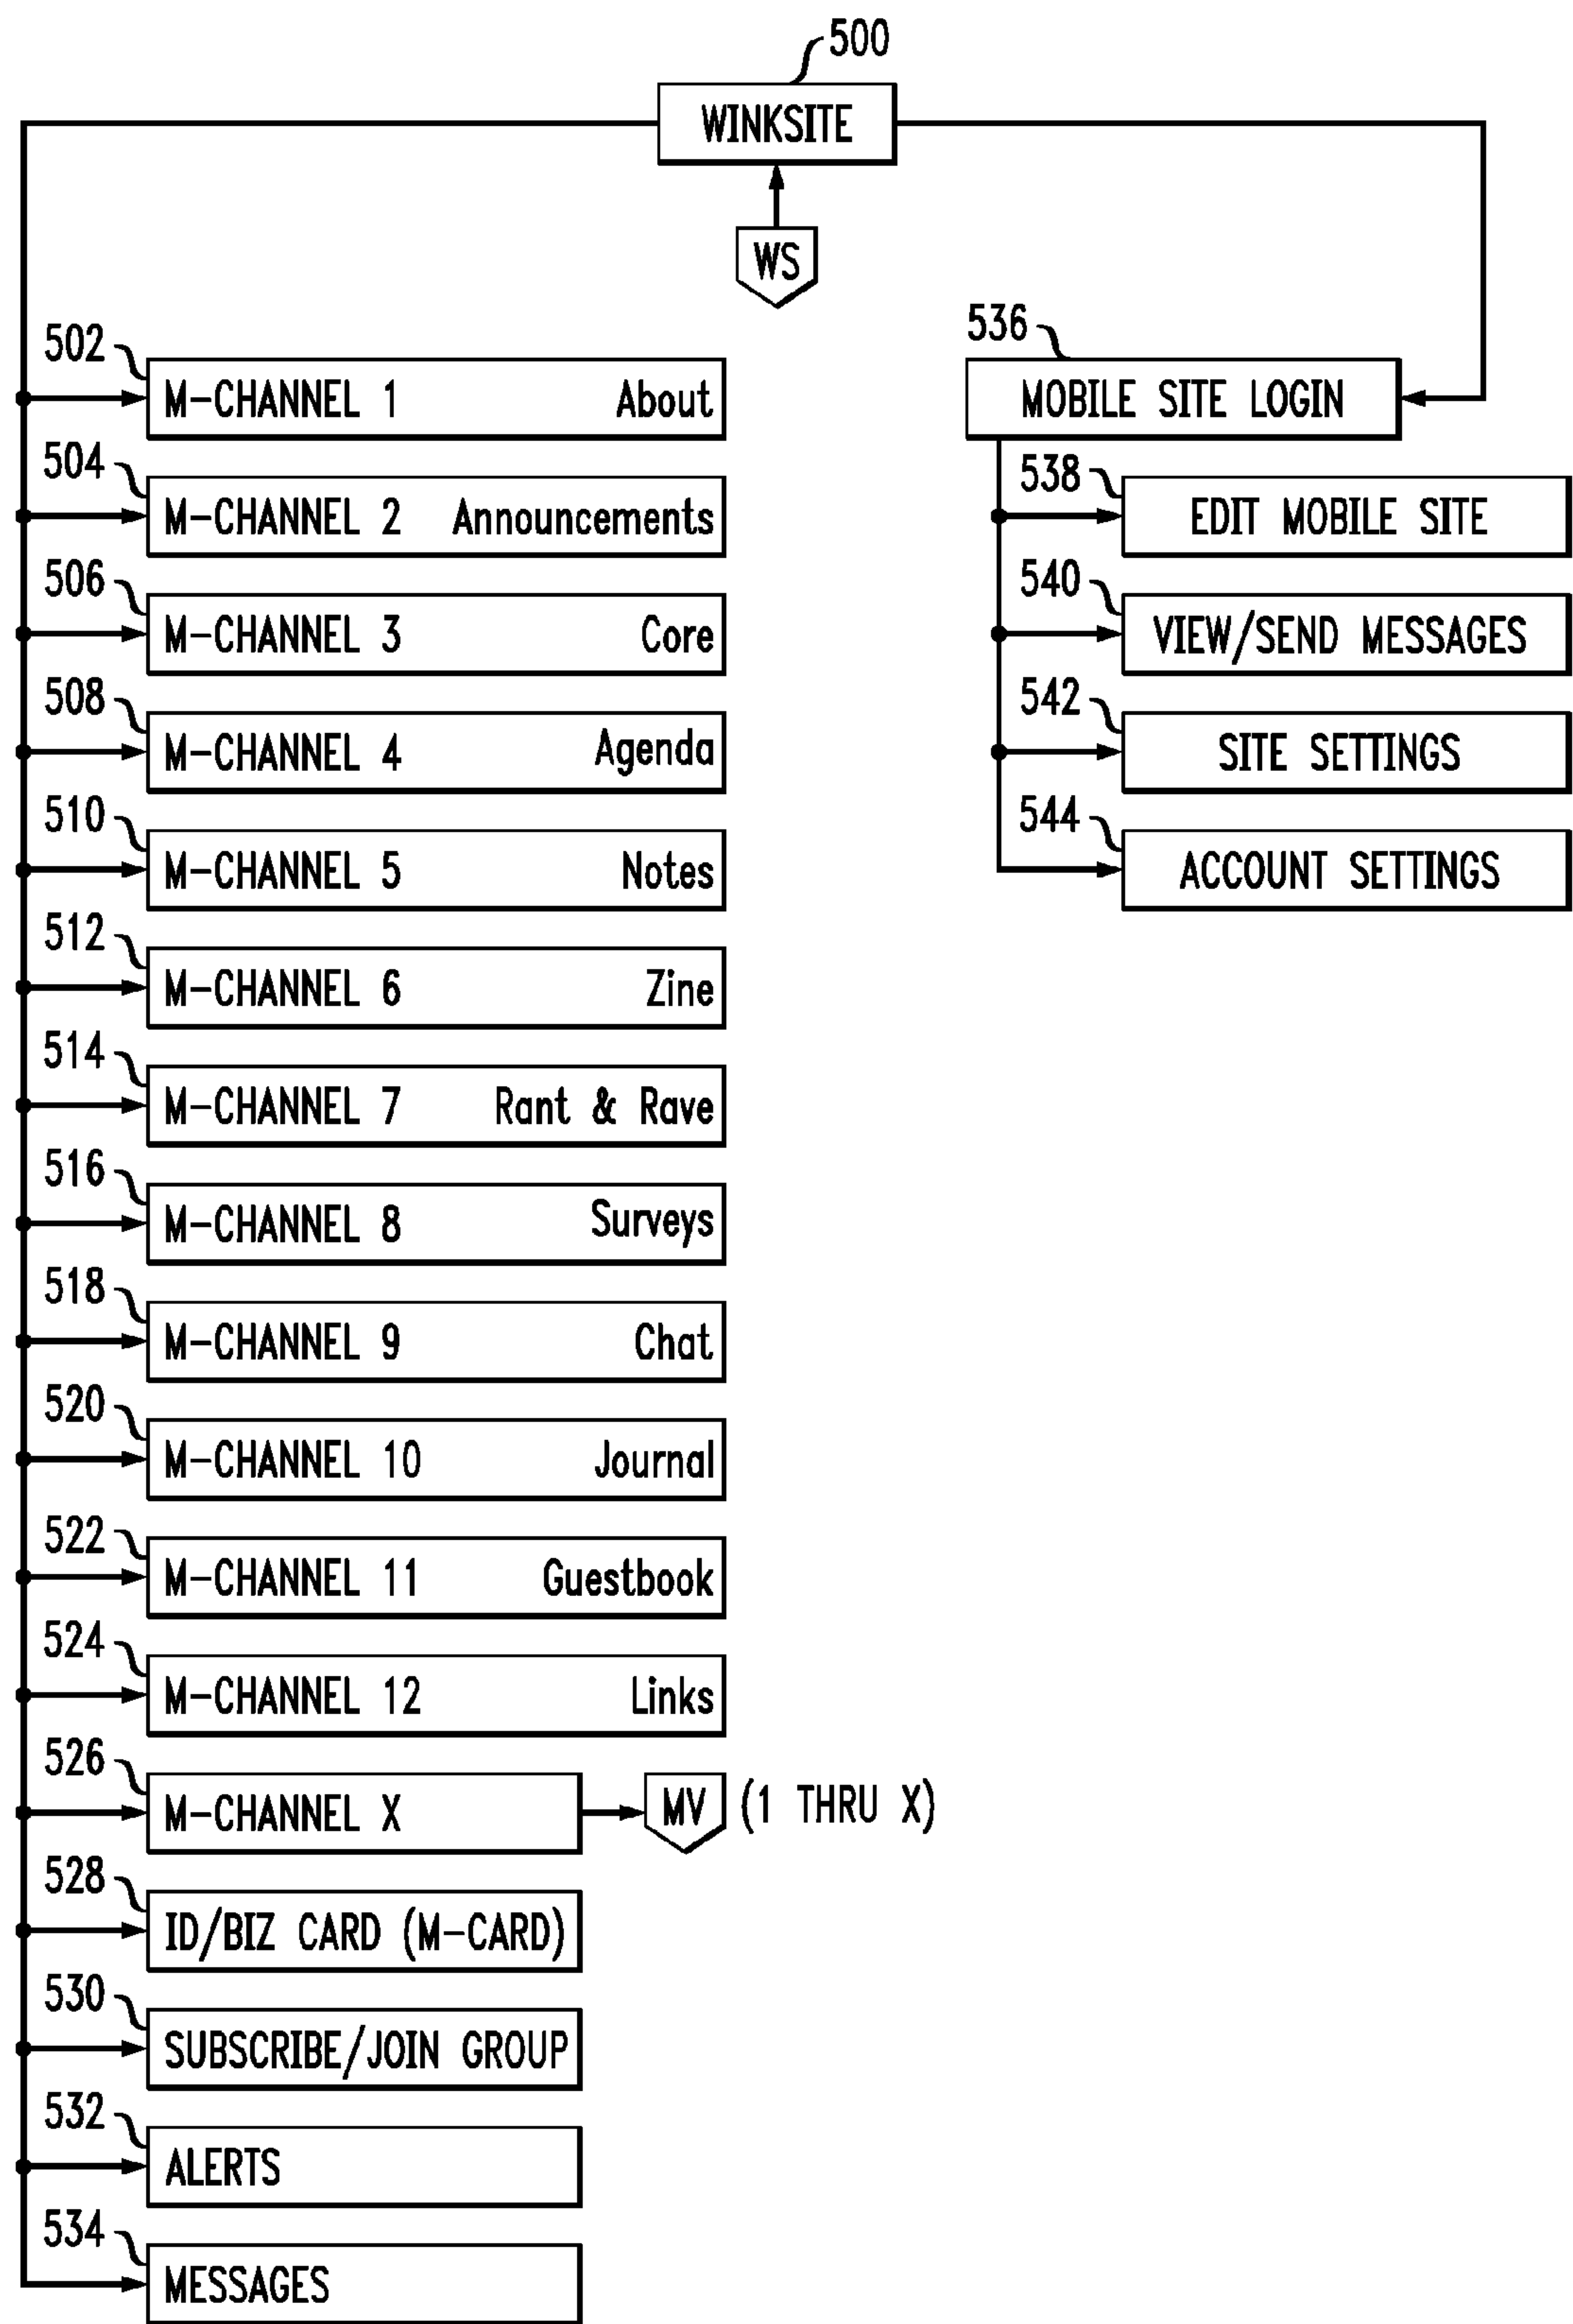 500
WINKSITE
WS
502
M-CHANNEL 1 About
504
M-CHANNEL 2 Announcements
506
M-CHANNEL 3 Core
508
M-CHANNEL 4 Agenda
510
M-CHANNEL 5 Notes
512
M-CHANNEL 6 Zine
514
M-CHANNEL 7 Rant & Rave
516
M-CHANNEL 8 Surveys
518
M-CHANNEL 9 Chat
520
M-CHANNEL 10 Journal
522
M-CHANNEL 11 Guestbook
524
M-CHANNEL 12 Links
526
M-CHANNEL X MV (1 THRU X)
528
ID/BIZ CARD (M-CARD)
530
SUBSCRIBE/JOIN GROUP
532
ALERTS
534
MESSAGES
536
MOBILE SITE LOGIN
538
EDIT MOBILE SITE
540
VIEW/SEND MESSAGES
542
SITE SETTINGS
544
ACCOUNT SETTINGS